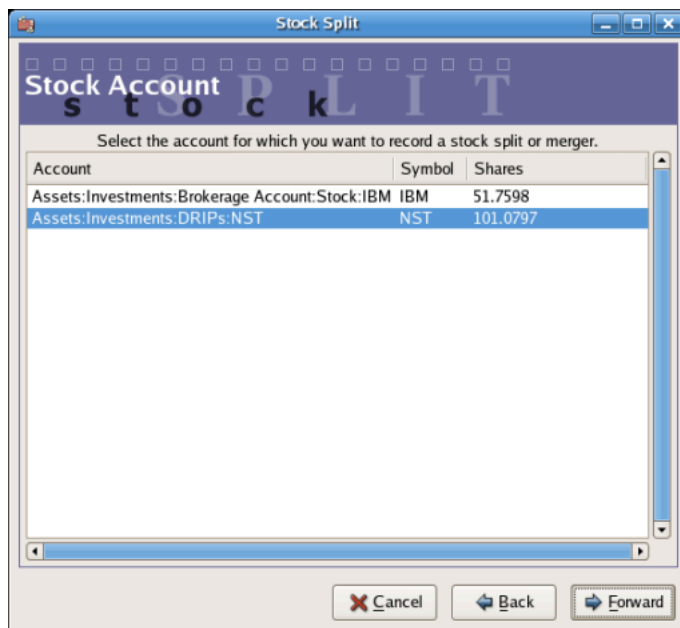 Stock Split
Stock Account
SPLIT
stock
Select the account for which you want to record a stock split or merger.
Account Symbol Shares
Assets:Investments:Brokerage Account:Stock:IBM IBM 51.7598
Assets:Investments:DRIPs:NST NST 101.0797
Cancel Back Forward